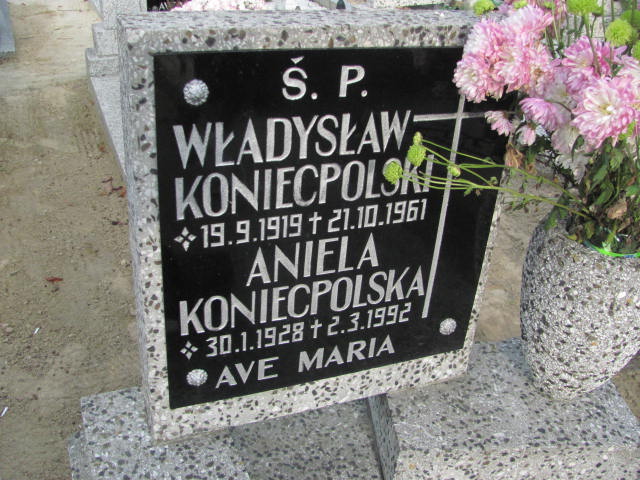 Ś. P.
WŁADYSŁAW
KONIECPOLSKI
19.9.1919 ✝ 21.10.1961
ANIELA
KONIECPOLSKA
30.1.1928 ✝ 2.3.1992
AVE MARIA